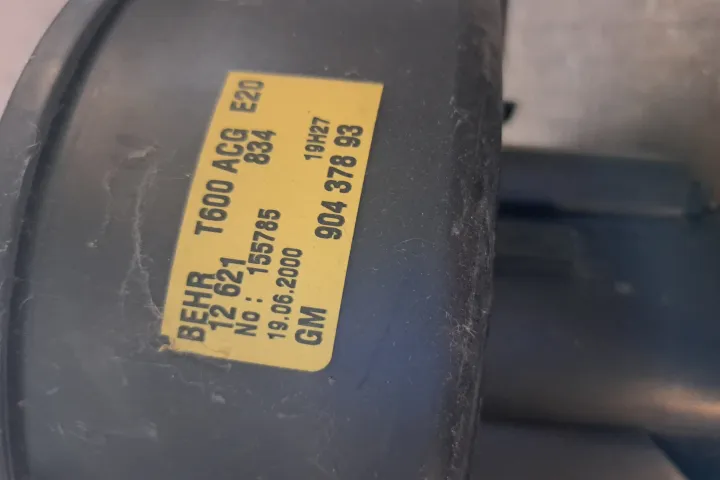 BEHR T600 ACG E20
12 621 834
No : 155785
19.06.2000 19H27
GM 904 378 93